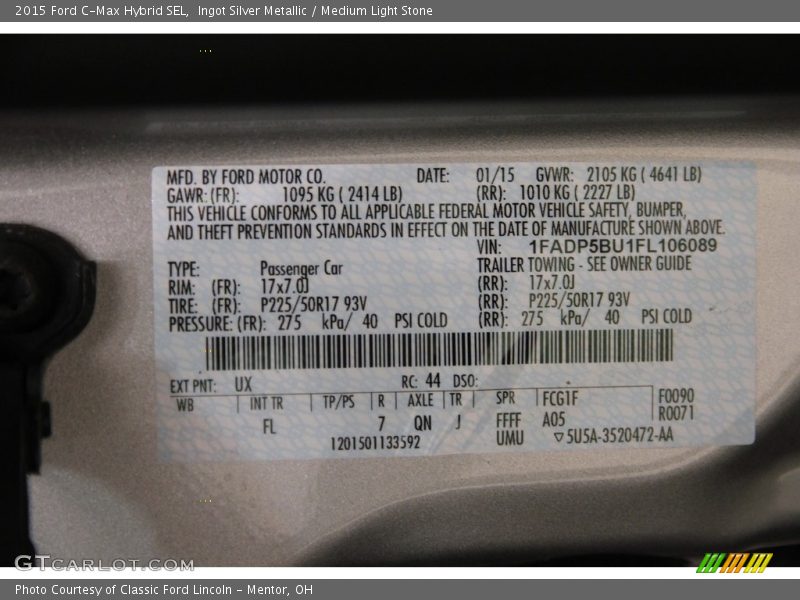 2015 Ford C-Max Hybrid SEL, Ingot Silver Metallic / Medium Light Stone
MFD. BY FORD MOTOR CO. DATE: 01/15 GVWR: 2105 KG ( 4641 LB)
GAWR: (FR): 1095 KG ( 2414 LB) (RR): 1010 KG ( 2227 LB)
THIS VEHICLE CONFORMS TO ALL APPLICABLE FEDERAL MOTOR VEHICLE SAFETY, BUMPER,
AND THEFT PREVENTION STANDARDS IN EFFECT ON THE DATE OF MANUFACTURE SHOWN ABOVE.
VIN: 1FADP5BU1FL106089
TYPE: Passenger Car TRAILER TOWING - SEE OWNER GUIDE
RIM: (FR): 17x7.0J (RR): 17x7.0J
TIRE: (FR): P225/50R17 93V (RR): P225/50R17 93V
PRESSURE: (FR): 275 kPa/ 40 PSI COLD (RR): 275 kPa/ 40 PSI COLD
EXT PNT: UX RC: 44 DSO:
WB INT TR TP/PS R AXLE TR SPR FCG1F F0090
FL 7 QN J FFFF A05 R0071
1201501133592 UMU ▽5U5A-3520472-AA
GTCARLOT.COM
Photo Courtesy of Classic Ford Lincoln - Mentor, OH